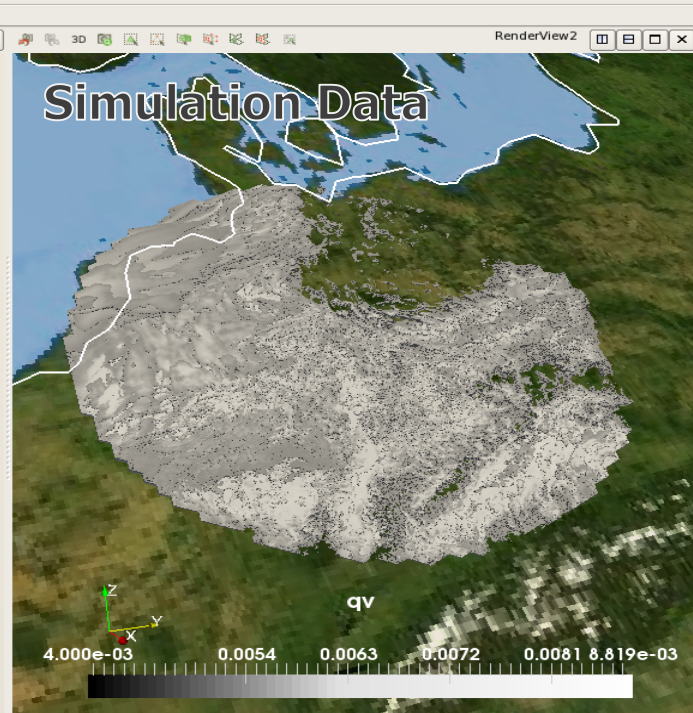 3D
RenderView2
Simulation Data
Z
Y
X
qv
4.000e-03 0.0054 0.0063 0.0072 0.0081 8.819e-03